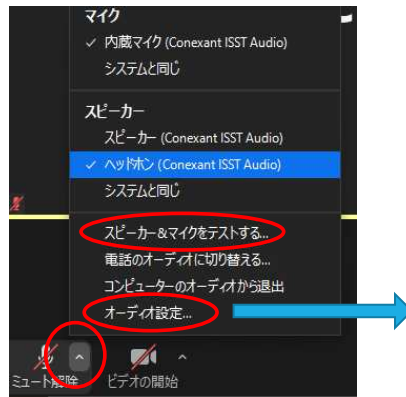 マイク
✓ 内蔵マイク (Conexant ISST Audio)
システムと同じ
スピーカー
スピーカー (Conexant ISST Audio)
✓ ヘッドホン (Conexant ISST Audio)
システムと同じ
スピーカー&マイクをテストする...
電話のオーディオに切り替える...
コンピューターのオーディオから退出
オーディオ設定...
ミュート解除 ビデオの開始